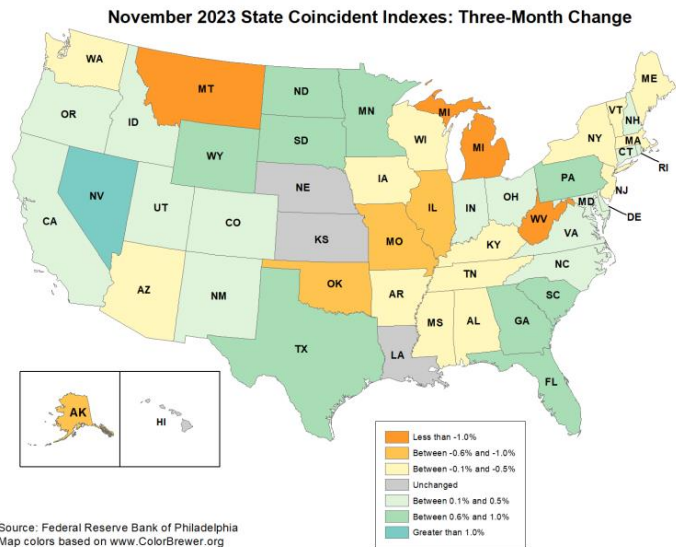 November 2023 State Coincident Indexes: Three-Month Change
WA
MT
ND
MN
ME
VT
NH
OR
ID
SD
WI
MI
MI
NY
MA
CT
RI
WY
IA
PA
NJ
NE
NV
IL
IN
OH
MD
DE
UT
CO
WV
VA
CA
KS
MO
KY
NC
TN
OK
AZ
NM
AR
SC
MS
AL
GA
TX
LA
FL
AK
HI
Less than -1.0%
Between -0.6% and -1.0%
Between -0.1% and -0.5%
Unchanged
Between 0.1% and 0.5%
Between 0.6% and 1.0%
Greater than 1.0%
Source: Federal Reserve Bank of Philadelphia
Map colors based on www.ColorBrewer.org